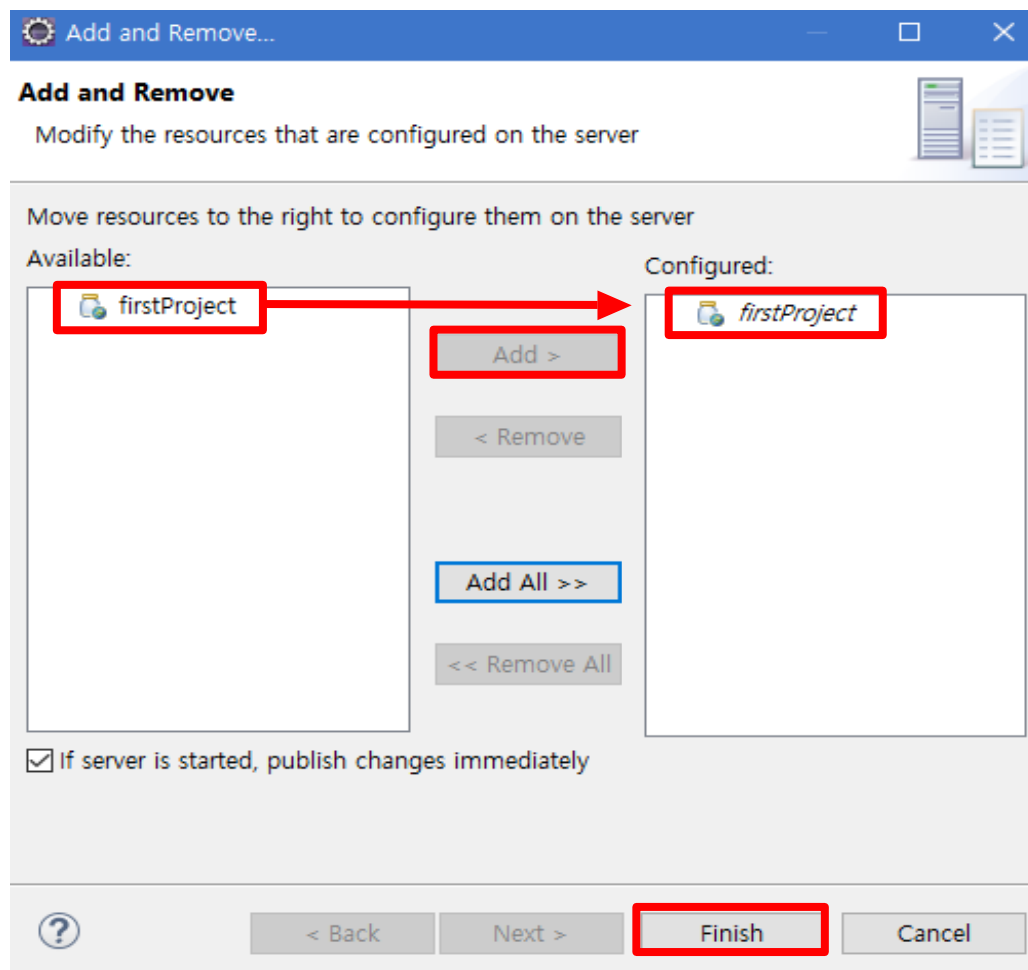 Add and Remove...
Add and Remove
Modify the resources that are configured on the server
Move resources to the right to configure them on the server
Available:
Configured:
firstProject
firstProject
Add >
< Remove
Add All >>
<< Remove All
If server is started, publish changes immediately
?
< Back
Next >
Finish
Cancel